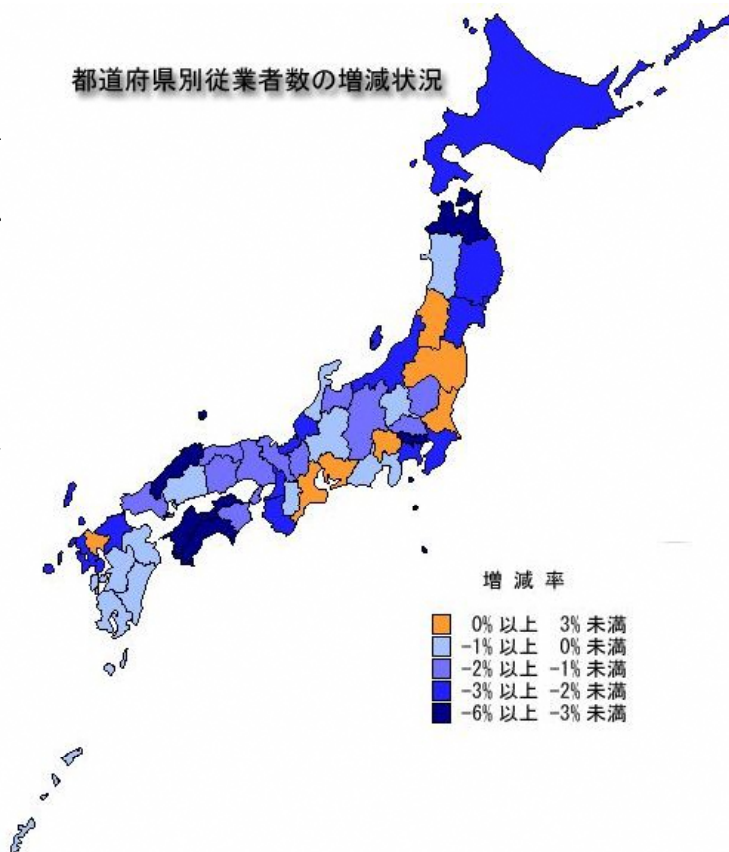 都道府県別従業者数の増減状況
増 減 率
0% 以上 3% 未満
-1% 以上 0% 未満
-2% 以上 -1% 未満
-3% 以上 -2% 未満
-6% 以上 -3% 未満